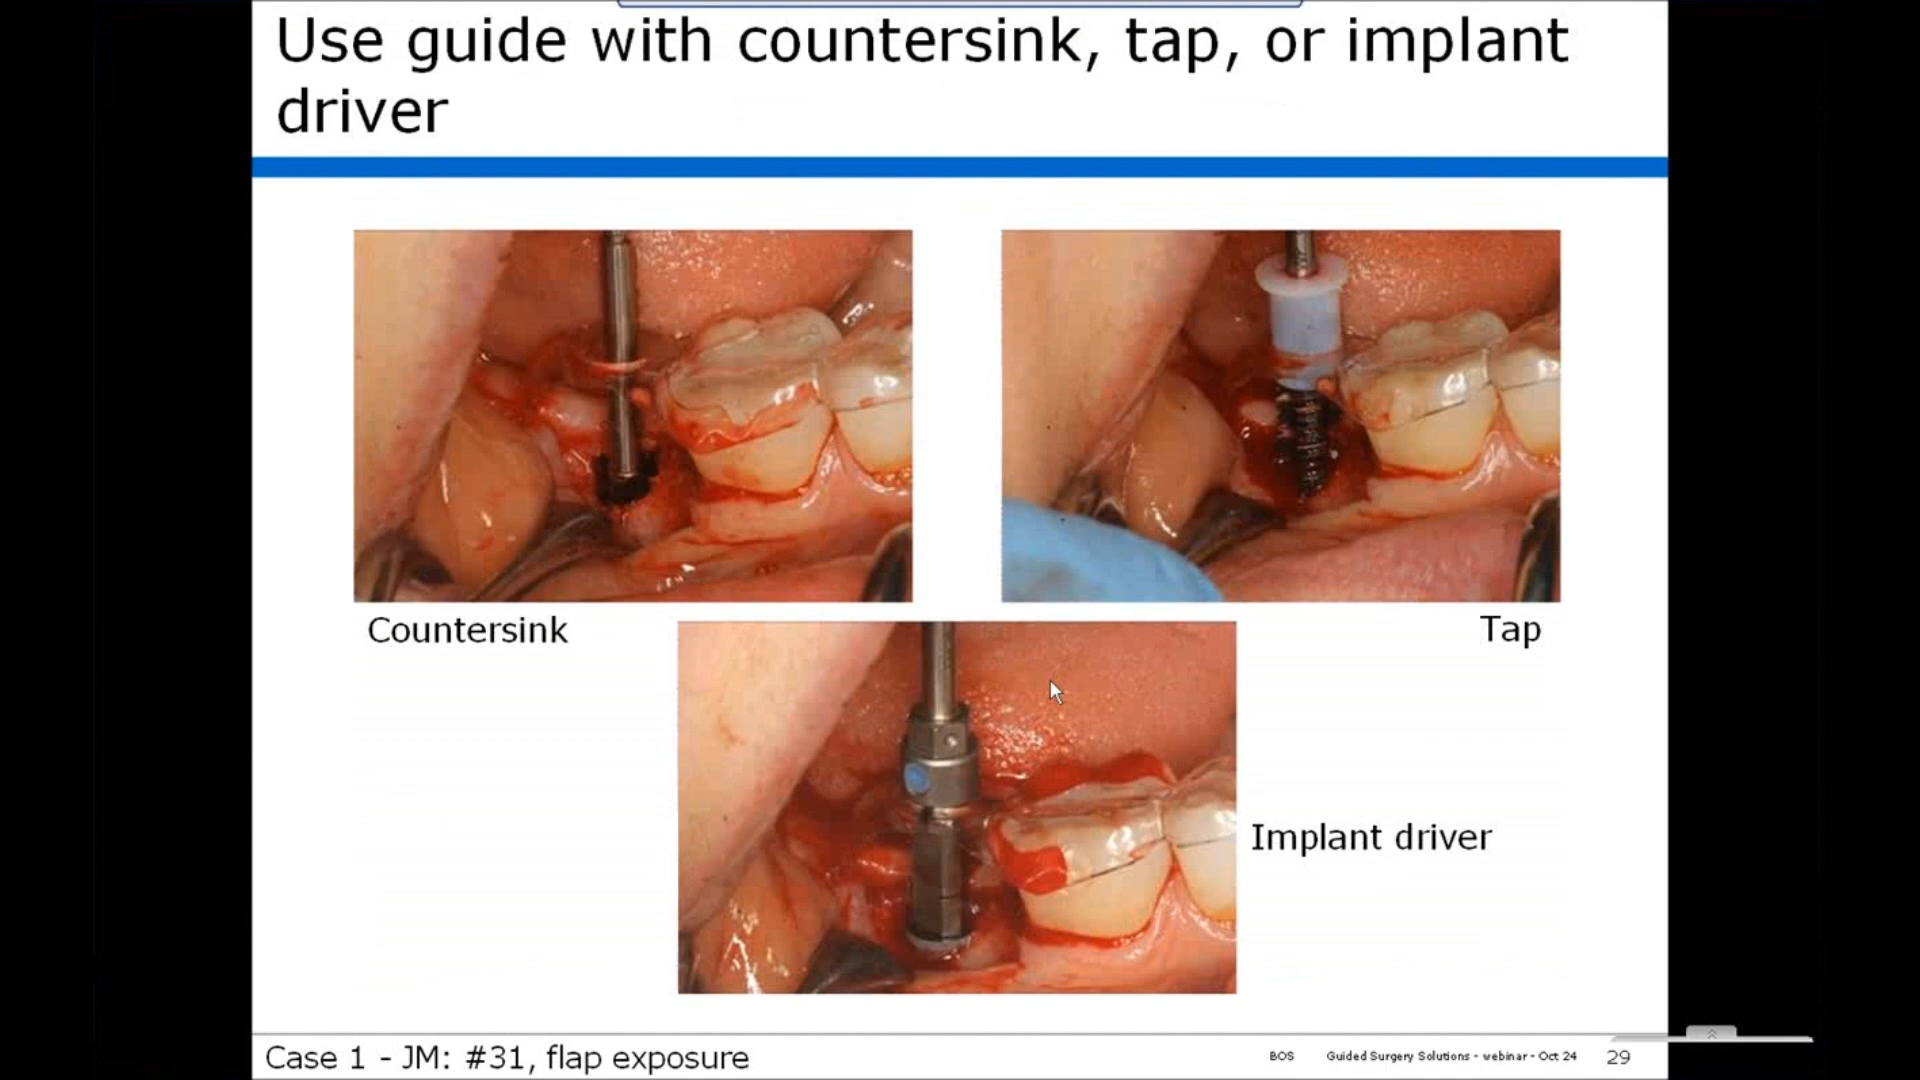 Use guide with countersink, tap, or implant
driver
Countersink
Tap
Implant driver
Case 1 - JM: #31, flap exposure
BOS
Guided Surgery Solutions - webinar - Oct 24
29